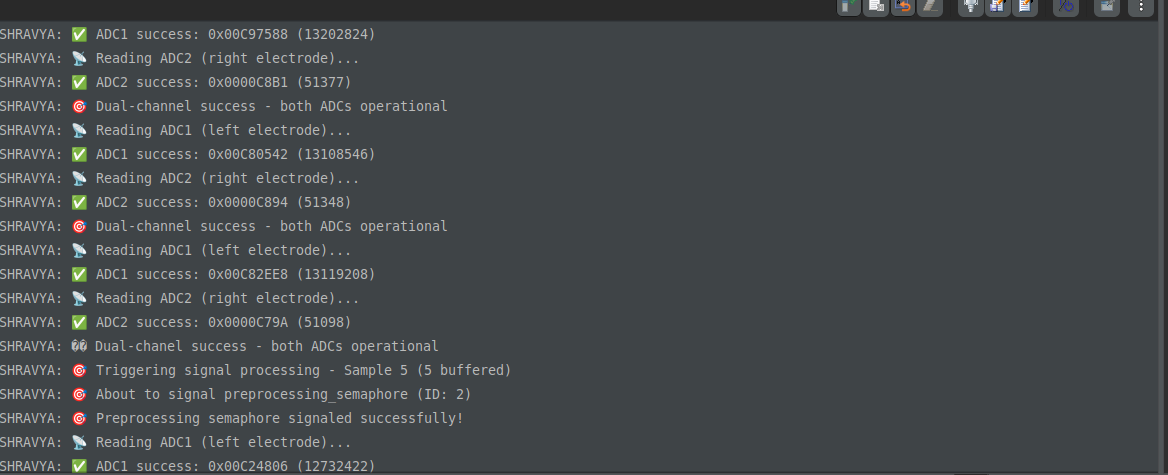 SHRAVYA: ✅ ADC1 success: 0x00C97588 (13202824)
SHRAVYA: 📡 Reading ADC2 (right electrode)...
SHRAVYA: ✅ ADC2 success: 0x0000C8B1 (51377)
SHRAVYA: 🎯 Dual-channel success - both ADCs operational
SHRAVYA: 📡 Reading ADC1 (left electrode)...
SHRAVYA: ✅ ADC1 success: 0x00C80542 (13108546)
SHRAVYA: 📡 Reading ADC2 (right electrode)...
SHRAVYA: ✅ ADC2 success: 0x0000C894 (51348)
SHRAVYA: 🎯 Dual-channel success - both ADCs operational
SHRAVYA: 📡 Reading ADC1 (left electrode)...
SHRAVYA: ✅ ADC1 success: 0x00C82EE8 (13119208)
SHRAVYA: 📡 Reading ADC2 (right electrode)...
SHRAVYA: ✅ ADC2 success: 0x0000C79A (51098)
SHRAVYA: �� Dual-chanel success - both ADCs operational
SHRAVYA: 🎯 Triggering signal processing - Sample 5 (5 buffered)
SHRAVYA: 🎯 About to signal preprocessing_semaphore (ID: 2)
SHRAVYA: 🎯 Preprocessing semaphore signaled successfully!
SHRAVYA: 📡 Reading ADC1 (left electrode)...
SHRAVYA: ✅ ADC1 success: 0x00C24806 (12732422)